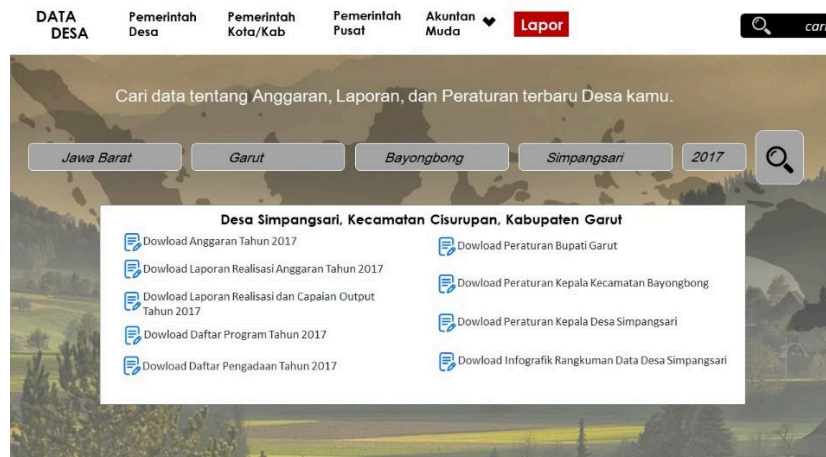 DATA
DESA
Pemerintah
Desa
Pemerintah
Kota/Kab
Pemerintah
Pusat
Akuntan
Muda
Lapor
cari
Cari data tentang Anggaran, Laporan, dan Peraturan terbaru Desa kamu.
Jawa Barat
Garut
Bayongbong
Simpangsari
2017
Desa Simpangsari, Kecamatan Cisurupan, Kabupaten Garut
Dowload Anggaran Tahun 2017
Dowload Laporan Realisasi Anggaran Tahun 2017
Dowload Laporan Realisasi dan Capaian Output
Tahun 2017
Dowload Daftar Program Tahun 2017
Dowload Daftar Pengadaan Tahun 2017
Dowload Peraturan Bupati Garut
Dowload Peraturan Kepala Kecamatan Bayongbong
Dowload Peraturan Kepala Desa Simpangsari
Dowload Infografik Rangkuman Data Desa Simpangsari